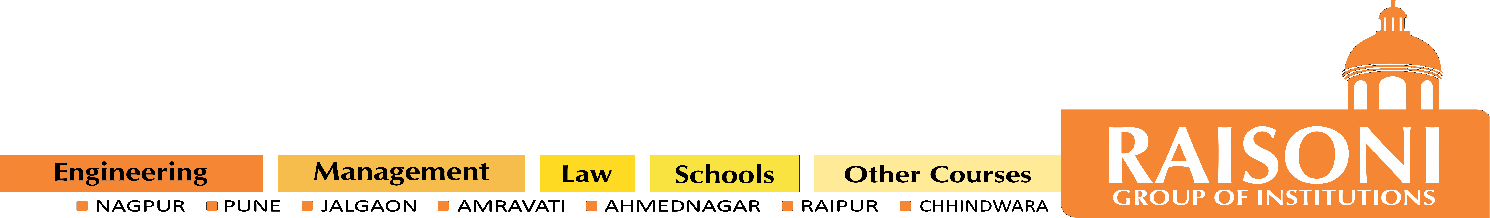 Engineering Management Law Schools Other Courses
NAGPUR PUNE JALGAON AMRAVATI AHMEDNAGAR RAIPUR CHHINDWARA
RAISONI
GROUP OF INSTITUTIONS